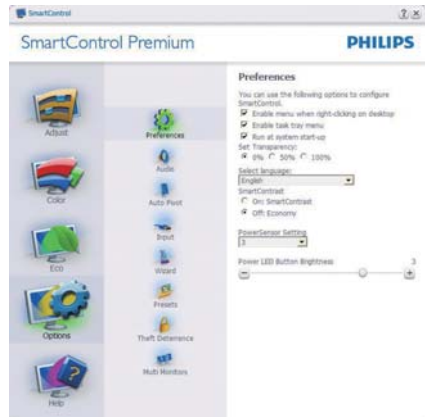 SmartControl
SmartControl Premium
PHILIPS
Adjust
Color
Eco
Options
Help
Preferences
Audio
Auto Pivot
Input
Wizard
Presets
Theft Deterrence
Multi Monitors
Preferences
You can use the following options to configure
SmartControl.
Enable menu when right-clicking on desktop
Enable task tray menu
Run at system start-up
Set Transparency:
0% 50% 100%
Select language:
English
SmartContrast
On: SmartContrast
Off: Economy
PowerSensor Setting
3
Power LED Button Brightness 3